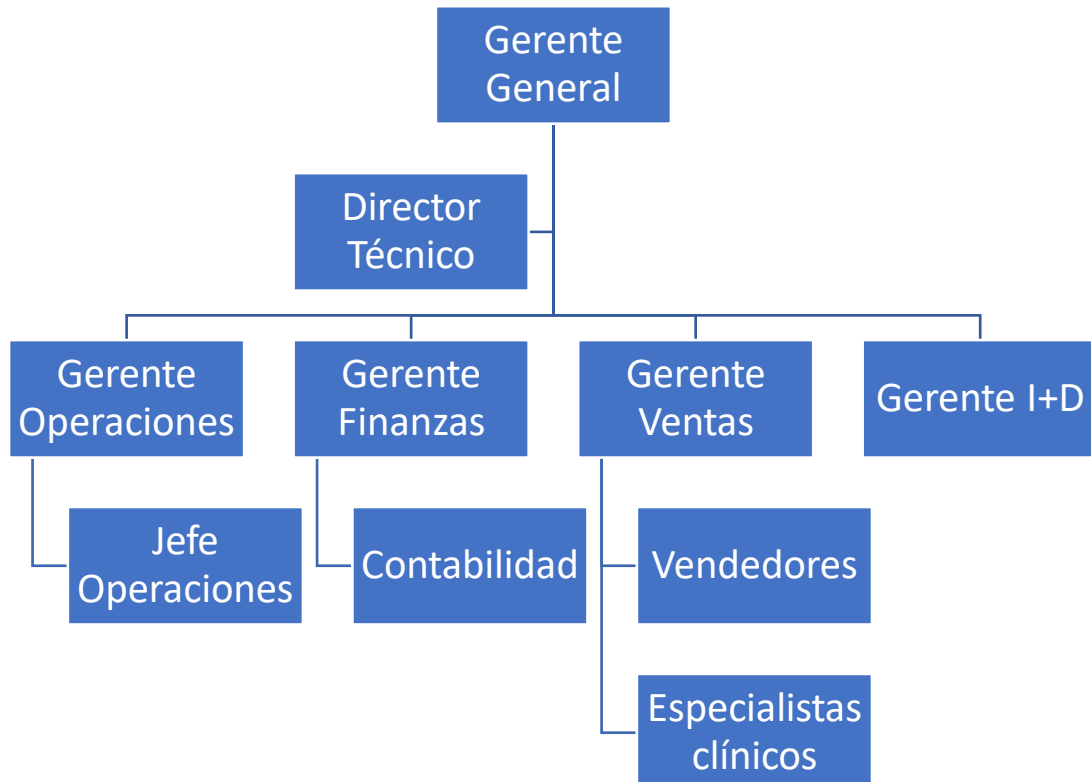 Gerente
General
Director
Técnico
Gerente
Operaciones
Gerente
Finanzas
Gerente
Ventas
Gerente I+D
Jefe
Operaciones
Contabilidad
Vendedores
Especialistas
clínicos